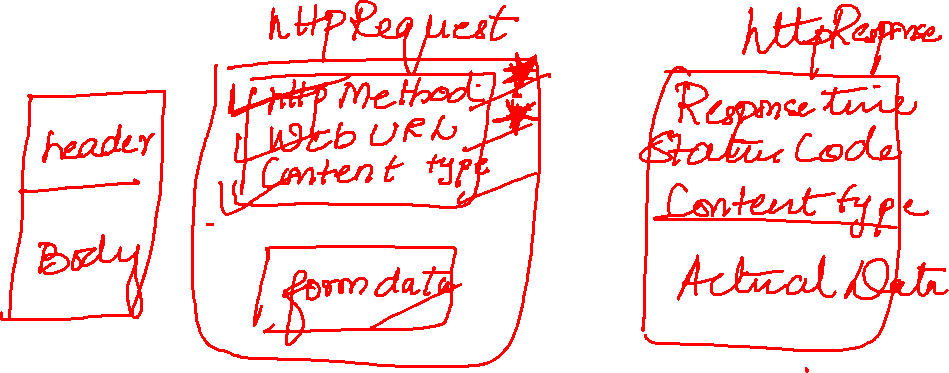 header
Body
httpRequest
http Method
Web URL
Content type
form data
httpResponse
Response time
Status Code
Content type
Actual Data